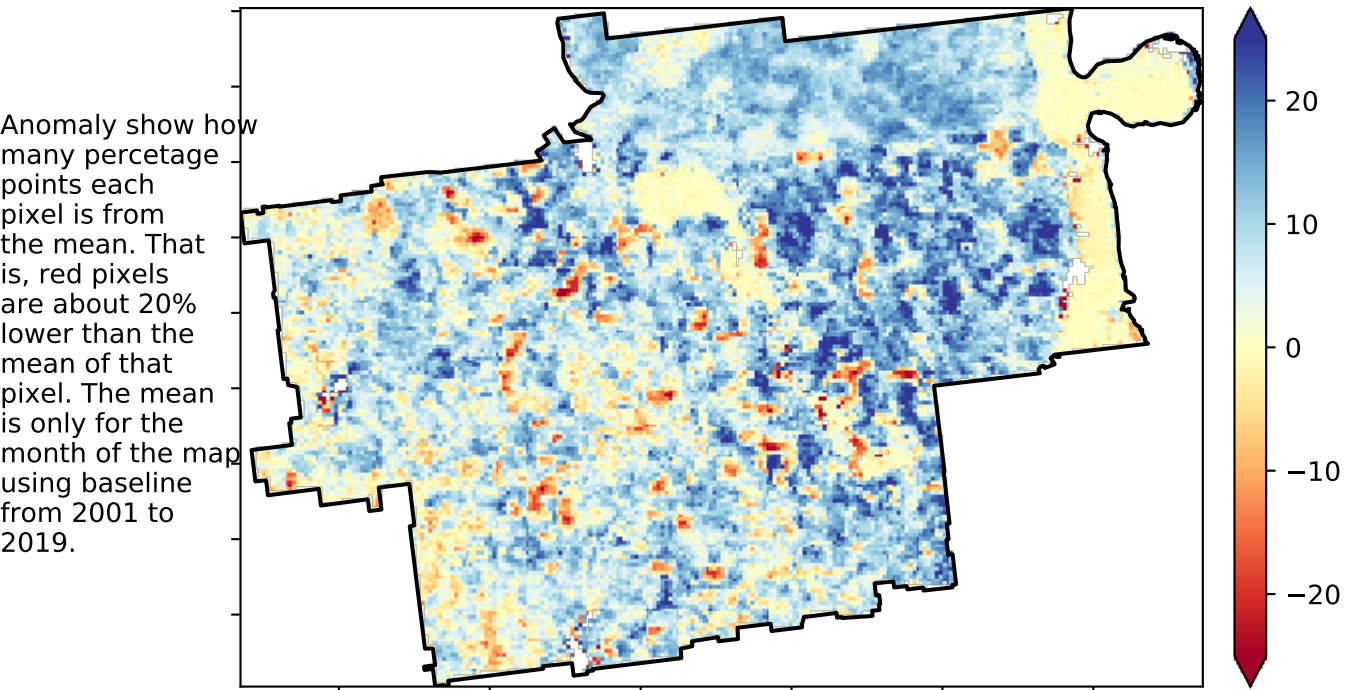 Anomaly show how
many percetage
points each
pixel is from
the mean. That
is, red pixels
are about 20%
lower than the
mean of that
pixel. The mean
is only for the
month of the map
using baseline
from 2001 to
2019.
20
10
0
−10
−20